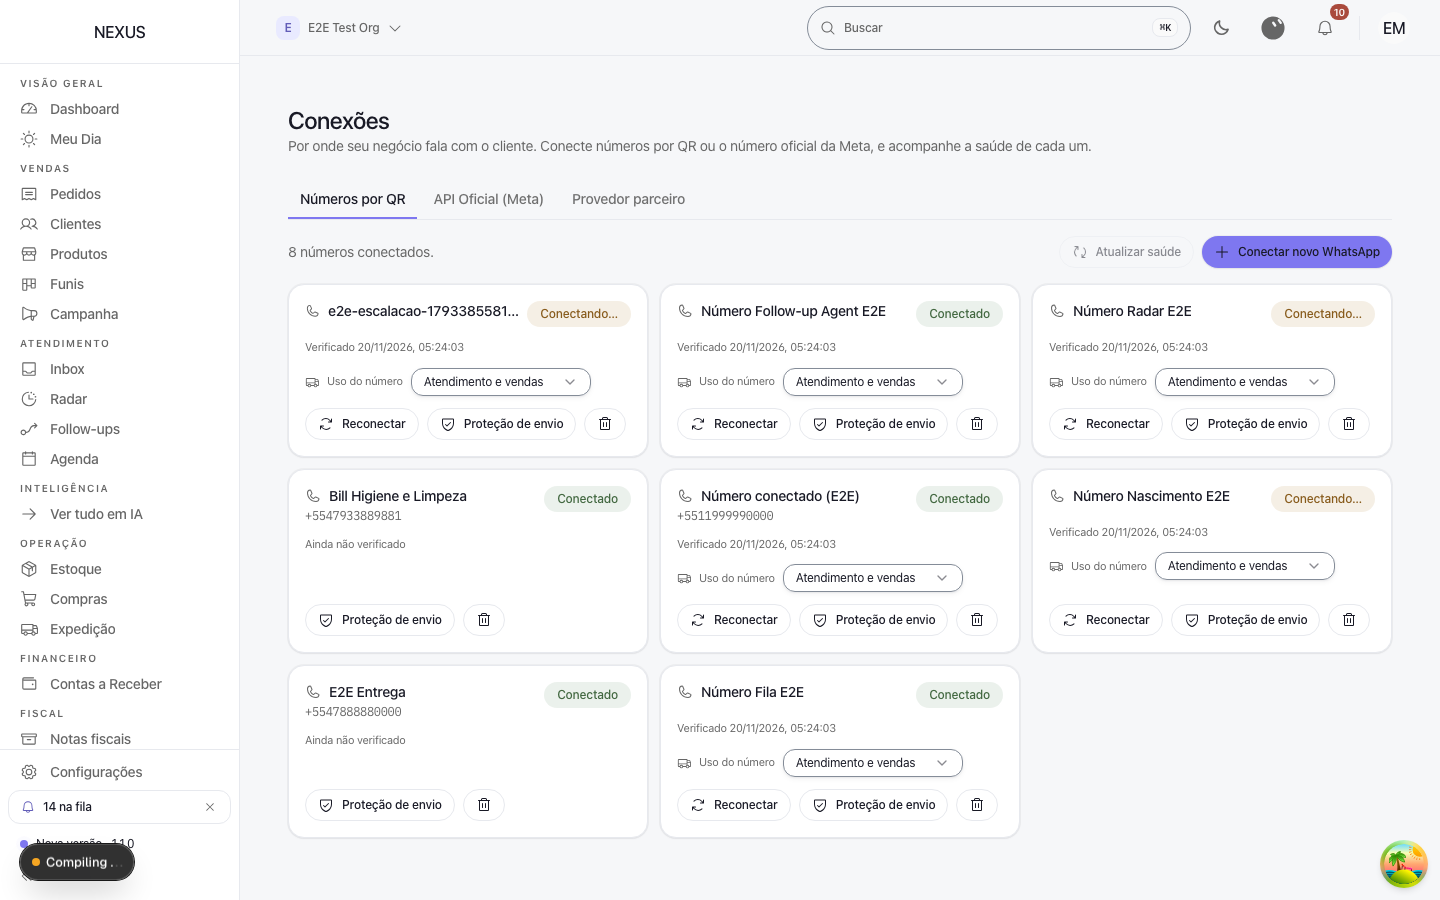 NEXUS
E
E2E Test Org
Buscar
⌘K
10
EM
VISÃO GERAL
Dashboard
Meu Dia
VENDAS
Pedidos
Clientes
Produtos
Funis
Campanha
ATENDIMENTO
Inbox
Radar
Follow-ups
Agenda
INTELIGÊNCIA
Ver tudo em IA
OPERAÇÃO
Estoque
Compras
Expedição
FINANCEIRO
Contas a Receber
FISCAL
Notas fiscais
Configurações
14 na fila
Compiling ...
Conexões
Por onde seu negócio fala com o cliente. Conecte números por QR ou o número oficial da Meta, e acompanhe a saúde de cada um.
Números por QR
API Oficial (Meta)
Provedor parceiro
8 números conectados.
Atualizar saúde
Conectar novo WhatsApp
e2e-escalacao-1793385581...
Conectando...
Verificado 20/11/2026, 05:24:03
Uso do número
Atendimento e vendas
Reconectar
Proteção de envio
Número Follow-up Agent E2E
Conectado
Verificado 20/11/2026, 05:24:03
Uso do número
Atendimento e vendas
Reconectar
Proteção de envio
Número Radar E2E
Conectando...
Verificado 20/11/2026, 05:24:03
Uso do número
Atendimento e vendas
Reconectar
Proteção de envio
Bill Higiene e Limpeza
Conectado
+5547933889881
Ainda não verificado
Proteção de envio
Número conectado (E2E)
Conectado
+5511999990000
Verificado 20/11/2026, 05:24:03
Uso do número
Atendimento e vendas
Reconectar
Proteção de envio
Número Nascimento E2E
Conectando...
Verificado 20/11/2026, 05:24:03
Uso do número
Atendimento e vendas
Reconectar
Proteção de envio
E2E Entrega
Conectado
+5547888880000
Ainda não verificado
Proteção de envio
Número Fila E2E
Conectado
Verificado 20/11/2026, 05:24:03
Uso do número
Atendimento e vendas
Reconectar
Proteção de envio